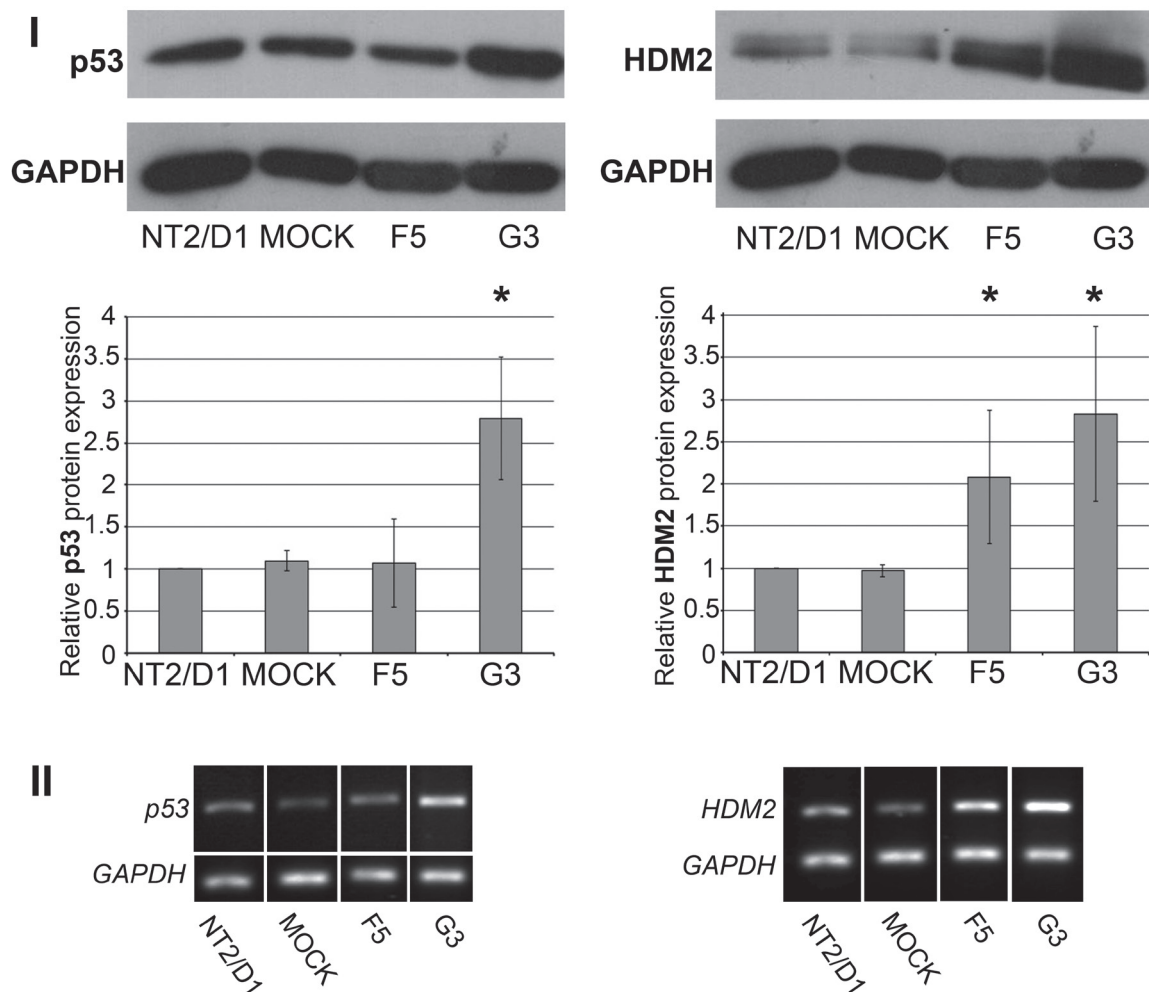 I
p53
GAPDH
NT2/D1 MOCK F5 G3
HDM2
GAPDH
NT2/D1 MOCK F5 G3
Relative p53 protein expression
4
3.5
3
2.5
2
1.5
1
0.5
0
*
NT2/D1 MOCK F5 G3
Relative HDM2 protein expression
4
3.5
3
2.5
2
1.5
1
0.5
0
* *
NT2/D1 MOCK F5 G3
II
p53
GAPDH
NT2/D1 MOCK F5 G3
HDM2
GAPDH
NT2/D1 MOCK F5 G3